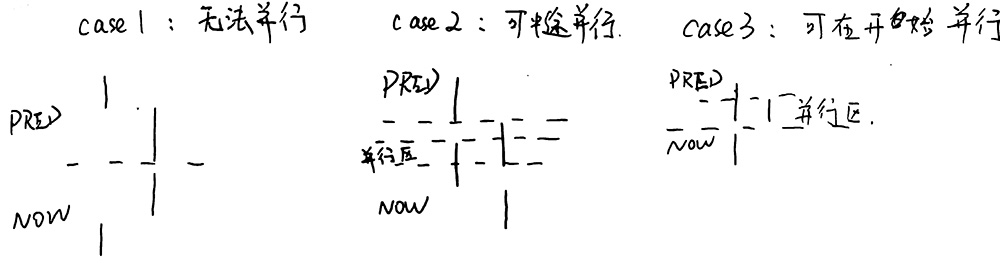 case 1：无法并行
case 2：可中途并行.
case 3：可在开始并行
PRED
NOW
PRED
并行区
NOW
PRED
并行区.
NOW